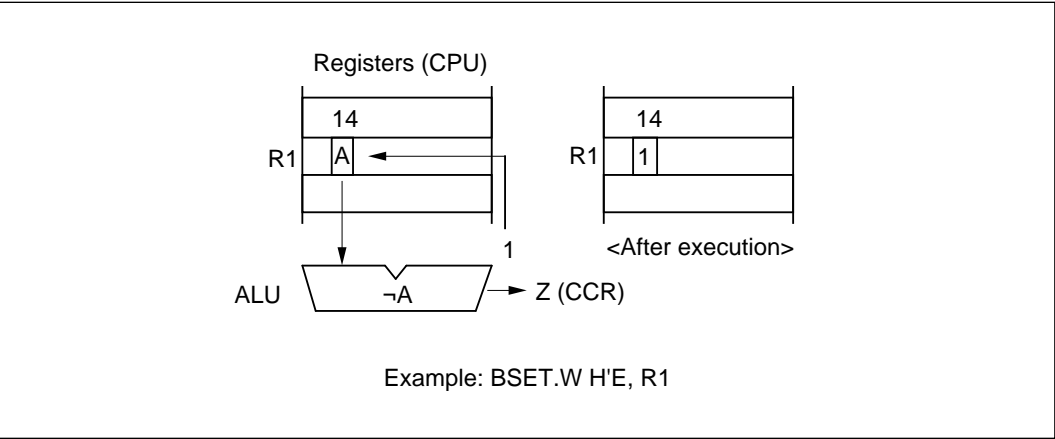 Registers (CPU)
14 14
R1 A R1 1
1 <After execution>
ALU ¬A Z (CCR)
Example: BSET.W H'E, R1